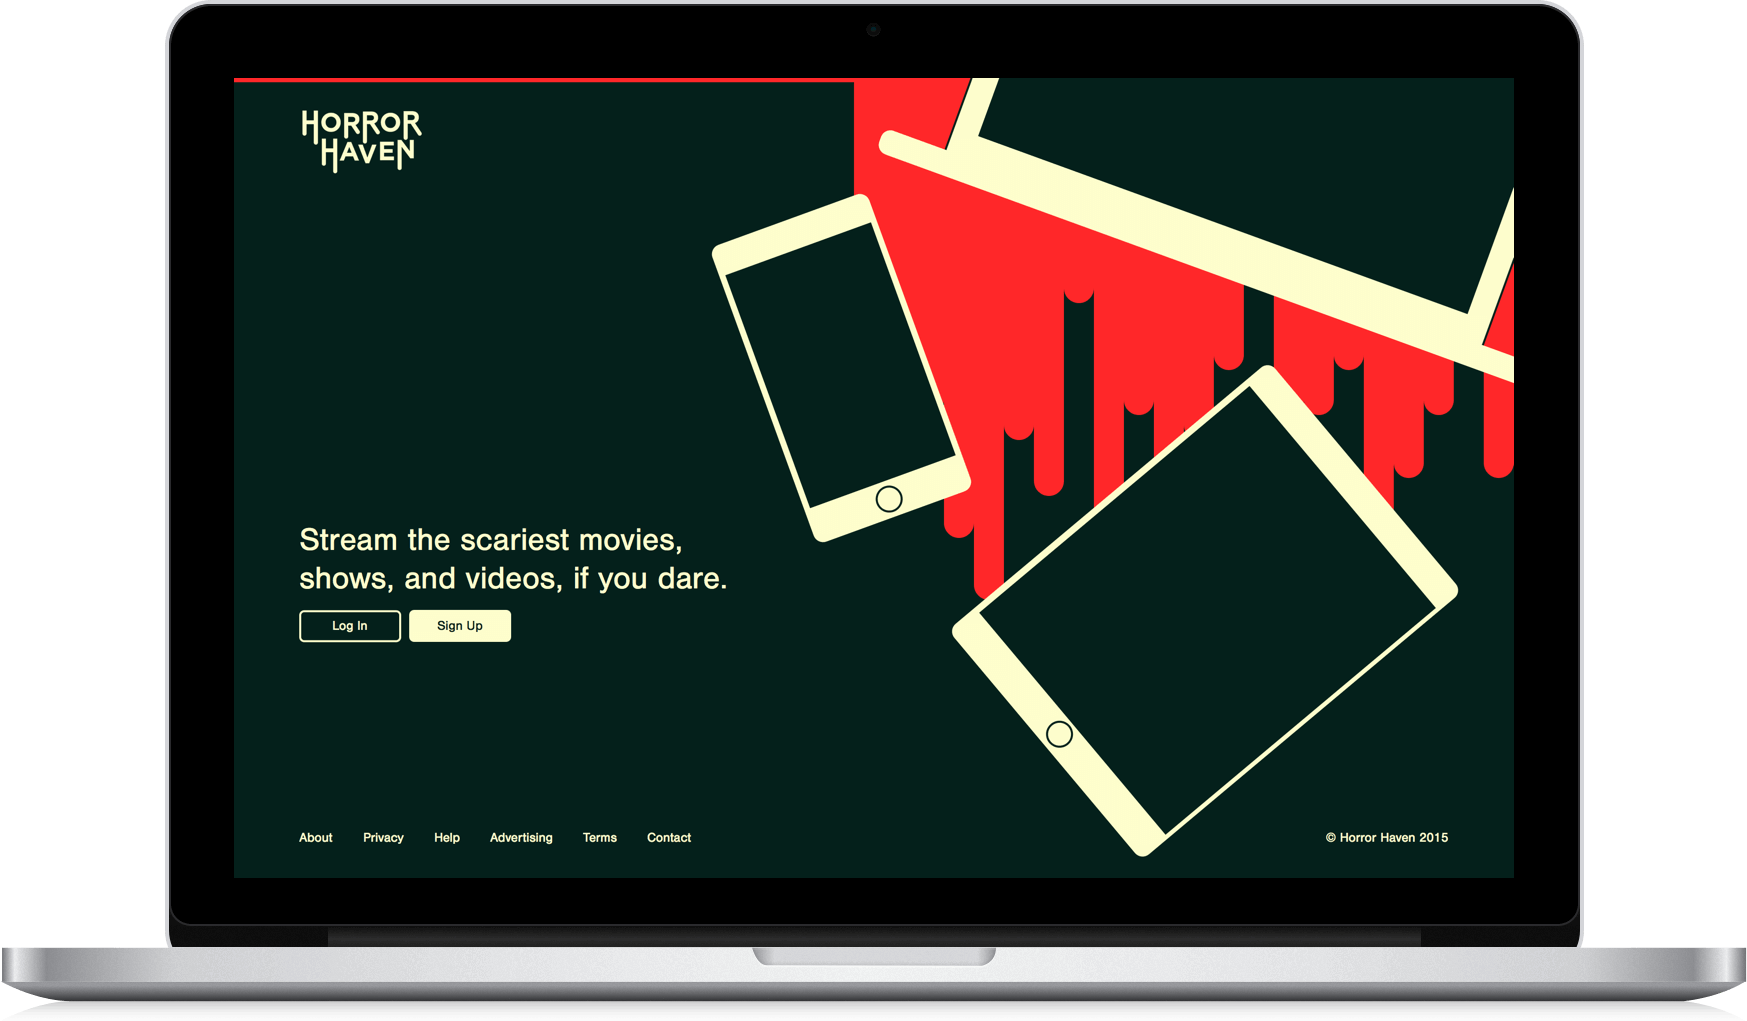 HORROR
HAVEN
Stream the scariest movies,
shows, and videos, if you dare.
Log In
Sign Up
About
Privacy
Help
Advertising
Terms
Contact
© Horror Haven 2015